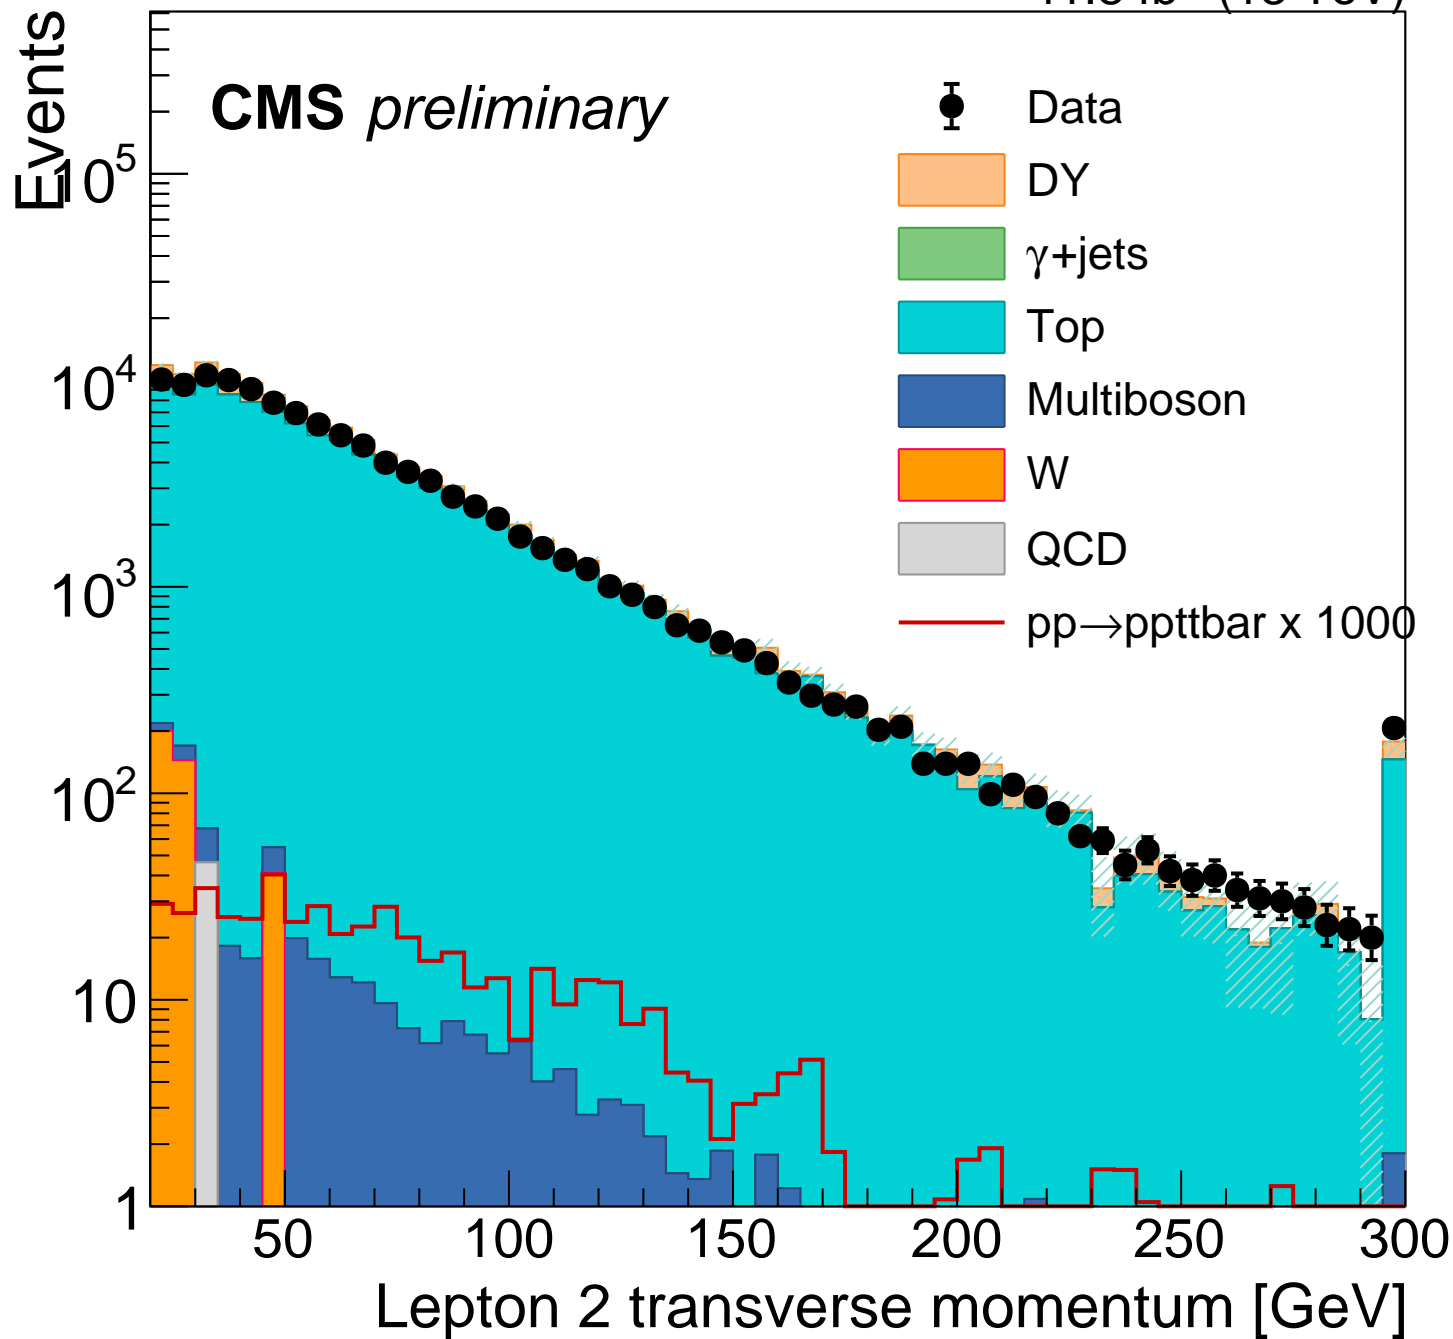 CMS preliminary
Data
DY
γ+jets
Top
Multiboson
W
QCD
pp→ppttbar x 1000
Events
10^5
10^4
10^3
10^2
10
1
50 100 150 200 250 300
Lepton 2 transverse momentum [GeV]